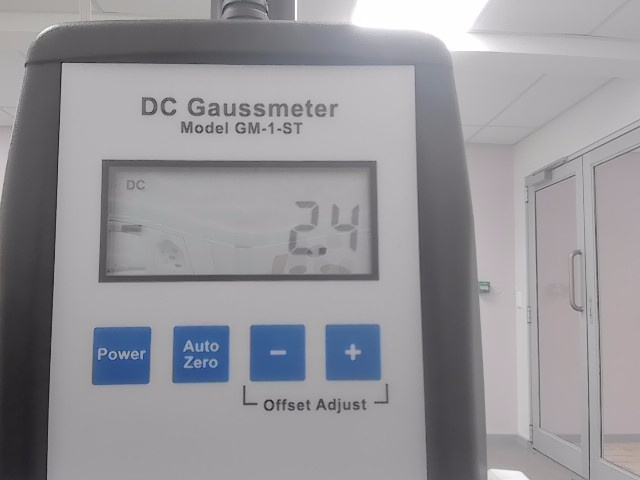 DC Gaussmeter
Model GM-1-ST
DC
2.4
Power
Auto
Zero
-
+
Offset Adjust